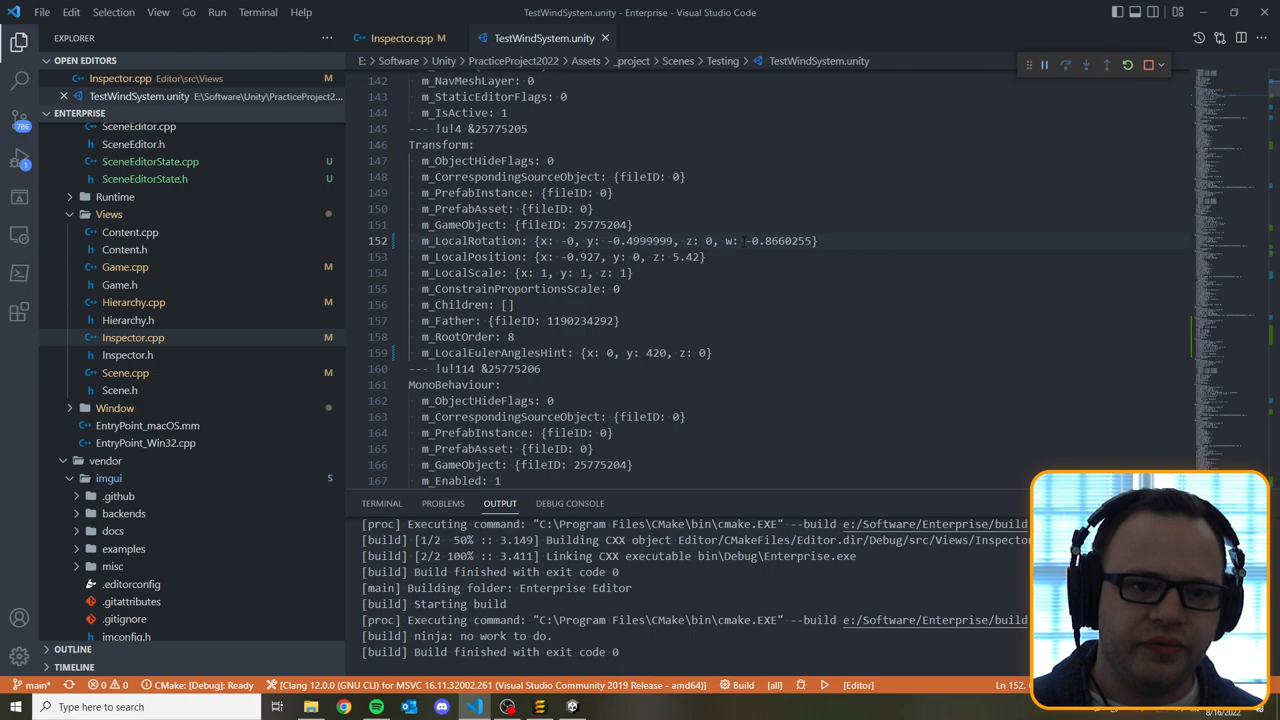 File Edit Selection View Go Run Terminal Help
TestWindSystem.unity - Enterprise - Visual Studio Code
EXPLORER
OPEN EDITORS
Inspector.cpp Editor\src\Views M
TestWindSystem.unity E:\Software\Unity\PracticeProject...
ENTERPRISE
SceneEditor.cpp
SceneEditor.h
SceneEditorState.cpp U
SceneEditorState.h U
Runtime
Views
Content.cpp
Content.h
Game.cpp M
Game.h
Hierarchy.cpp M
Hierarchy.h
Inspector.cpp M
Inspector.h
Scene.cpp M
Scene.h
Window
EntryPoint_macOS.mm
EntryPoint_Win32.cpp
vendor
imgui S
.github
backends
docs
examples
misc
.editorconfig
.gitattributes
.gitignore
imconfig.h
OUTLINE
TIMELINE
786
1
Inspector.cpp M
TestWindSystem.unity
E: > Software > Unity > PracticeProject2022 > Assets > _project > Scenes > Testing > TestWindSystem.unity
142 m_NavMeshLayer: 0
143 m_StaticEditorFlags: 0
144 m_IsActive: 1
145 --- !u!4 &25775205
146 Transform:
147 m_ObjectHideFlags: 0
148 m_CorrespondingSourceObject: {fileID: 0}
149 m_PrefabInstance: {fileID: 0}
150 m_PrefabAsset: {fileID: 0}
151 m_GameObject: {fileID: 25775204}
152 m_LocalRotation: {x: -0, y: -0.4999999, z: 0, w: -0.8660255}
153 m_LocalPosition: {x: -0.927, y: 0, z: 5.42}
154 m_LocalScale: {x: 1, y: 1, z: 1}
155 m_ConstrainProportionsScale: 0
156 m_Children: []
157 m_Father: {fileID: 1190234292}
158 m_RootOrder:
159 m_LocalEulerAnglesHint: {x: 0, y: 420, z: 0}
160 --- !u!114 &25775206
161 MonoBehaviour:
162 m_ObjectHideFlags: 0
163 m_CorrespondingSourceObject: {fileID: 0}
164 m_PrefabInstance: {fileID: 0}
165 m_PrefabAsset: {fileID: 0}
166 m_GameObject: {fileID: 25775204}
m_Enabled: 1
TERMINAL PROBLEMS OUTPUT CONSOLE
[proc] Executing command: "C:\Program Files\CMake\bin\cmake.EXE" --build e:/Software/Enterprise/build
[build] [1/2 50% :: 3.149] Building CXX object Editor/CMakeFiles/Editor.dir/Debug/src/Views/Inspecto
[build] [2/2 100% :: 3.411] Linking CXX executable bin\Debug\Enterprise.exe
[build] Build finished with exit code 0
[main] Building folder: Enterprise Editor
[build] Starting build
[proc] Executing command: "C:\Program Files\CMake\bin\cmake.EXE" --build e:/Software/Enterprise/build
[build] ninja: no work to do.
[build] Build finished with exit code 0
main* 0 0 CMake: [Debug]: Ready [Clang 12.0.0 (GNU CLI) for MSVC 16.11.32002.261 (Visual Studio Community 2019 Release - amd64)] Build [all] [Editor] Ln 152,
Type here to search
8/16/2022